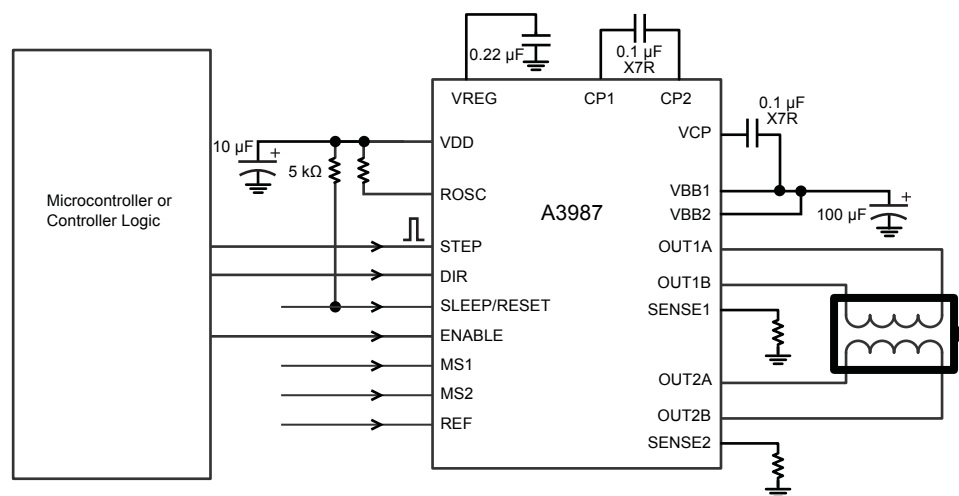 0.22 µF
0.1 µF
X7R
VREG
CP1
CP2
0.1 µF
X7R
VCP
10 µF
+
VDD
5 kΩ
Microcontroller or
Controller Logic
ROSC
A3987
VBB1
VBB2
+
100 µF
STEP
OUT1A
DIR
OUT1B
SLEEP/RESET
SENSE1
ENABLE
MS1
OUT2A
MS2
OUT2B
REF
SENSE2